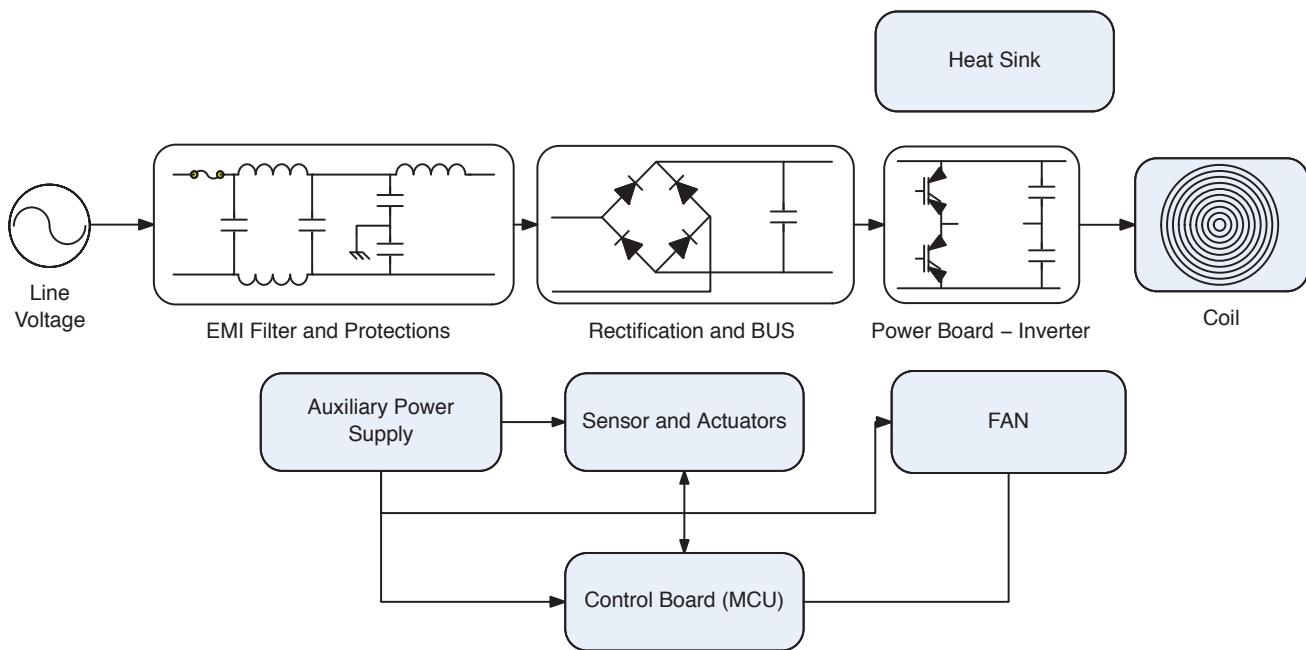 Heat Sink
Line
Voltage
EMI Filter and Protections
Rectification and BUS
Power Board – Inverter
Coil
Auxiliary Power
Supply
Sensor and Actuators
FAN
Control Board (MCU)